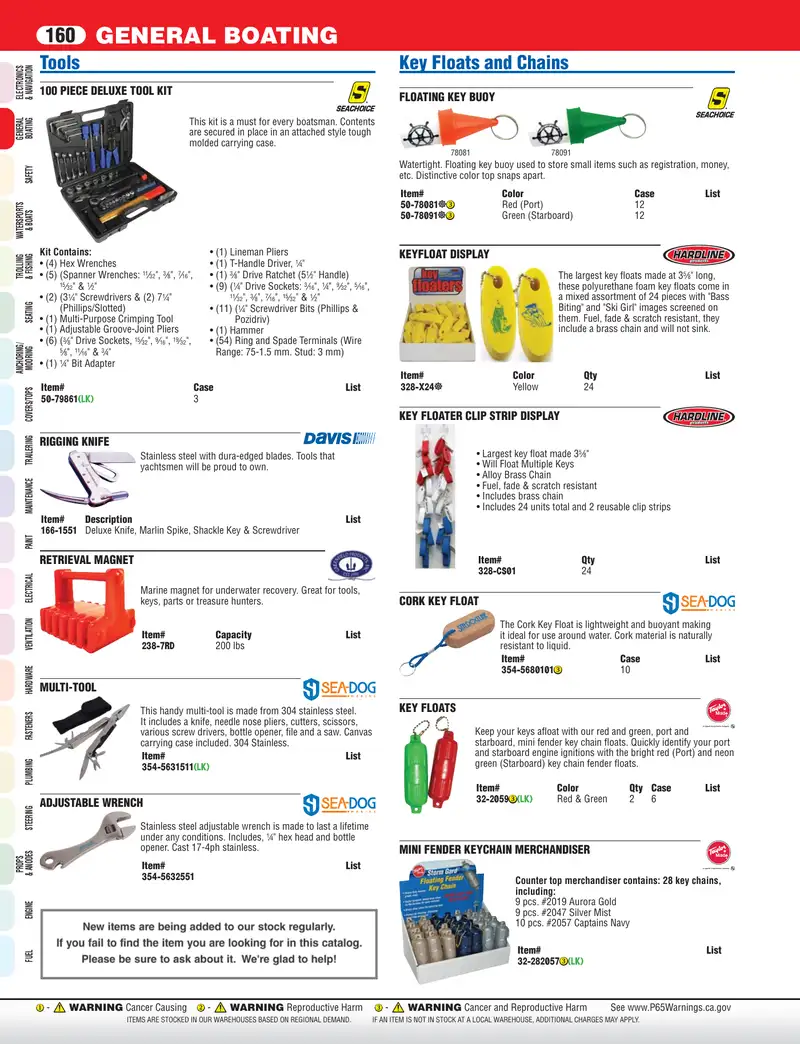 160 GENERAL BOATING
ELECTRONICS
& NAVIGATION
GENERAL
BOATING
SAFETY
WATERSPORTS
& BOATS
TROLLING
& FISHING
SEATING
ANCHORING/
MOORING
COVERS/TOPS
TRAILERING
MAINTENANCE
PAINT
ELECTRICAL
VENTILATION
HARDWARE
FASTENERS
PLUMBING
STEERING
PROPS
& ANODES
ENGINE
FUEL
Tools
100 PIECE DELUXE TOOL KIT
SEACHOICE
This kit is a must for every boatsman. Contents
are secured in place in an attached style tough
molded carrying case.
Kit Contains:
• (4) Hex Wrenches
• (5) (Spanner Wrenches: 11/32", 3/8", 7/16",
15/32" & 1/2"
• (2) (3 1/4" Screwdrivers & (2) 7 1/4"
(Phillips/Slotted)
• (1) Multi-Purpose Crimping Tool
• (1) Adjustable Groove-Joint Pliers
• (6) (3/8" Drive Sockets, 15/32", 9/16", 19/32",
5/8", 11/16" & 3/4"
• (1) 1/4" Bit Adapter
• (1) Lineman Pliers
• (1) T-Handle Driver, 1/4"
• (1) 3/8" Drive Ratchet (5 1/2" Handle)
• (9) (1/4" Drive Sockets: 3/16", 1/4", 9/32", 5/16",
11/32", 3/8", 7/16", 15/32" & 1/2"
• (11) (1/4" Screwdriver Bits (Phillips &
Pozidriv)
• (1) Hammer
• (54) Ring and Spade Terminals (Wire
Range: 75-1.5 mm. Stud: 3 mm)
Item# Case List
50-79861(LK) 3
RIGGING KNIFE
DAVIS
Stainless steel with dura-edged blades. Tools that
yachtsmen will be proud to own.
Item# Description List
166-1551 Deluxe Knife, Marlin Spike, Shackle Key & Screwdriver
RETRIEVAL MAGNET
Marine magnet for underwater recovery. Great for tools,
keys, parts or treasure hunters.
Item# Capacity List
238-7RD 200 lbs
MULTI-TOOL
SEA-DOG
This handy multi-tool is made from 304 stainless steel.
It includes a knife, needle nose pliers, cutters, scissors,
various screw drivers, bottle opener, file and a saw. Canvas
carrying case included. 304 Stainless.
Item# List
354-5631511(LK)
ADJUSTABLE WRENCH
SEA-DOG
Stainless steel adjustable wrench is made to last a lifetime
under any conditions. Includes, 1/4" hex head and bottle
opener. Cast 17-4ph stainless.
Item# List
354-5632551
New items are being added to our stock regularly.
If you fail to find the item you are looking for in this catalog.
Please be sure to ask about it. We're glad to help!
Key Floats and Chains
FLOATING KEY BUOY
SEACHOICE
78081 78091
Watertight. Floating key buoy used to store small items such as registration, money,
etc. Distinctive color top snaps apart.
Item# Color Case List
50-78081 3 Red (Port) 12
50-78091 3 Green (Starboard) 12
KEYFLOAT DISPLAY
HARDLINE
products
key
floaters
The largest key floats made at 3 5/8" long,
these polyurethane foam key floats come in
a mixed assortment of 24 pieces with "Bass
Biting" and "Ski Girl" images screened on
them. Fuel, fade & scratch resistant, they
include a brass chain and will not sink.
Item# Color Qty List
328-X24 Yellow 24
KEY FLOATER CLIP STRIP DISPLAY
HARDLINE
products
• Largest key float made 3 5/8"
• Will Float Multiple Keys
• Alloy Brass Chain
• Fuel, fade & scratch resistant
• Includes brass chain
• Includes 24 units total and 2 reusable clip strips
Item# Qty List
328-CS01 24
CORK KEY FLOAT
SEA-DOG
The Cork Key Float is lightweight and buoyant making
it ideal for use around water. Cork material is naturally
resistant to liquid.
Item# Case List
354-5680101 3 10
KEY FLOATS
Taylor
Made
Keep your keys afloat with our red and green, port and
starboard, mini fender key chain floats. Quickly identify your port
and starboard engine ignitions with the bright red (Port) and neon
green (Starboard) key chain fender floats.
Item# Color Qty Case List
32-2059 3 (LK) Red & Green 2 6
MINI FENDER KEYCHAIN MERCHANDISER
Taylor
Made
Storm Gard
Floating Fender
Key Chain
Counter top merchandiser contains: 28 key chains,
including:
9 pcs. #2019 Aurora Gold
9 pcs. #2047 Silver Mist
10 pcs. #2057 Captains Navy
Item# List
32-282057 3 (LK)
1 - WARNING Cancer Causing 2 - WARNING Reproductive Harm 3 - WARNING Cancer and Reproductive Harm See www.P65Warnings.ca.gov
ITEMS ARE STOCKED IN OUR WAREHOUSES BASED ON REGIONAL DEMAND. IF AN ITEM IS NOT IN STOCK AT A LOCAL WAREHOUSE, ADDITIONAL CHARGES MAY APPLY.